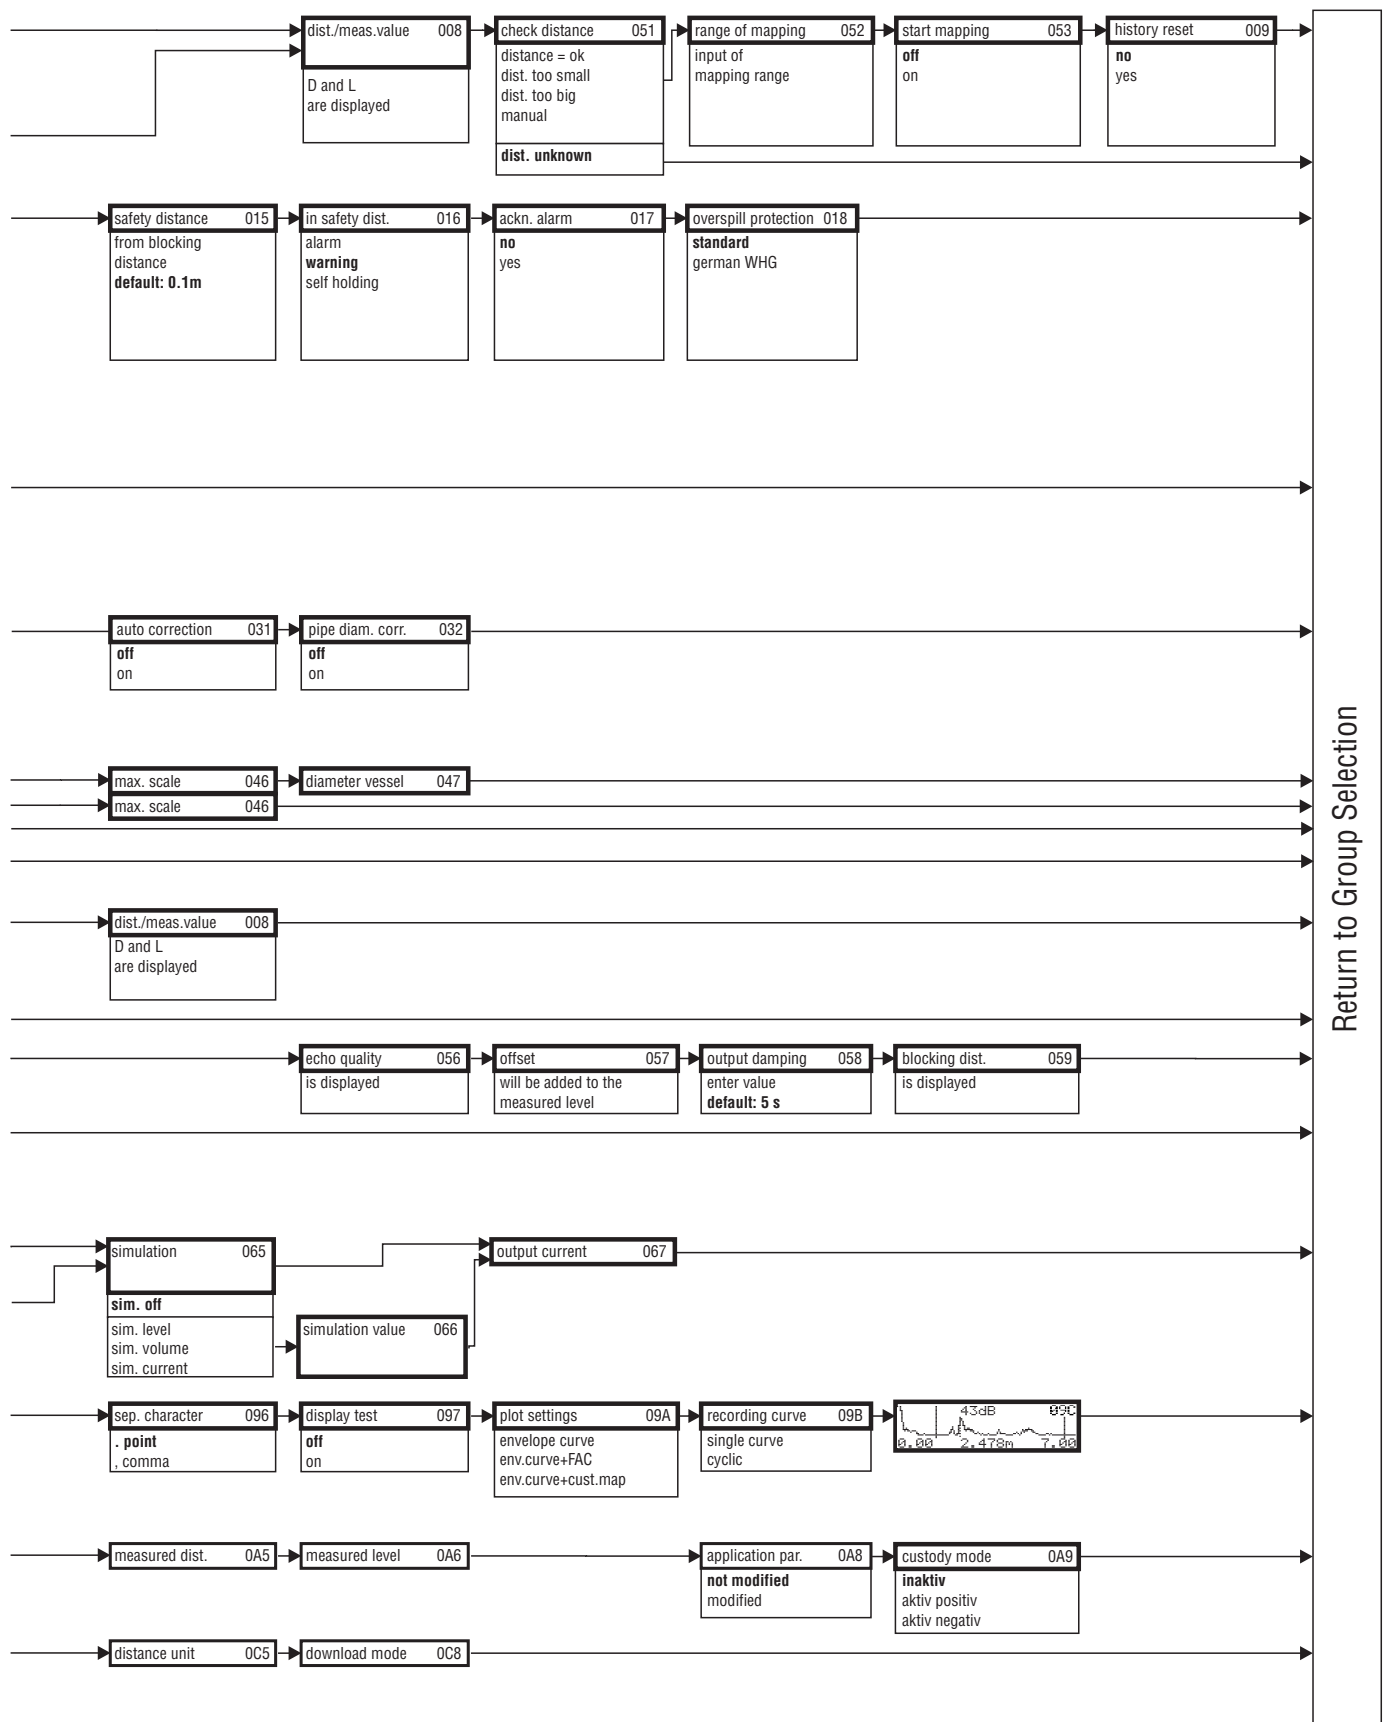 dist./meas.value 008
D and L
are displayed
check distance 051
distance = ok
dist. too small
dist. too big
manual
dist. unknown
range of mapping 052
input of
mapping range
start mapping 053
off
on
history reset 009
no
yes
safety distance 015
from blocking
distance
default: 0.1m
in safety dist. 016
alarm
warning
self holding
ackn. alarm 017
no
yes
overspill protection 018
standard
german WHG
auto correction 031
off
on
pipe diam. corr. 032
off
on
max. scale 046
diameter vessel 047
max. scale 046
dist./meas.value 008
D and L
are displayed
echo quality 056
is displayed
offset 057
will be added to the
measured level
output damping 058
enter value
default: 5 s
blocking dist. 059
is displayed
simulation 065
sim. off
sim. level
sim. volume
sim. current
simulation value 066
output current 067
sep. character 096
. point
, comma
display test 097
off
on
plot settings 09A
envelope curve
env.curve+FAC
env.curve+cust.map
recording curve 09B
single curve
cyclic
43dB 09C
0.00 2.478m 7.00
measured dist. 0A5
measured level 0A6
application par. 0A8
not modified
modified
custody mode 0A9
inaktiv
aktiv positiv
aktiv negativ
distance unit 0C5
download mode 0C8
Return to Group Selection